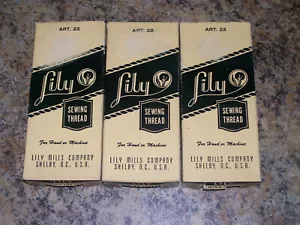 ART. 22
Lily
SEWING
THREAD
For Hand or Machine
LILY MILLS COMPANY
SHELBY, N.C., U.S.A.
ART. 22
Lily
SEWING
THREAD
For Hand or Machine
LILY MILLS COMPANY
SHELBY, N.C., U.S.A.
ART. 22
Lily
SEWING
THREAD
For Hand or Machine
LILY MILLS COMPANY
SHELBY, N.C., U.S.A.